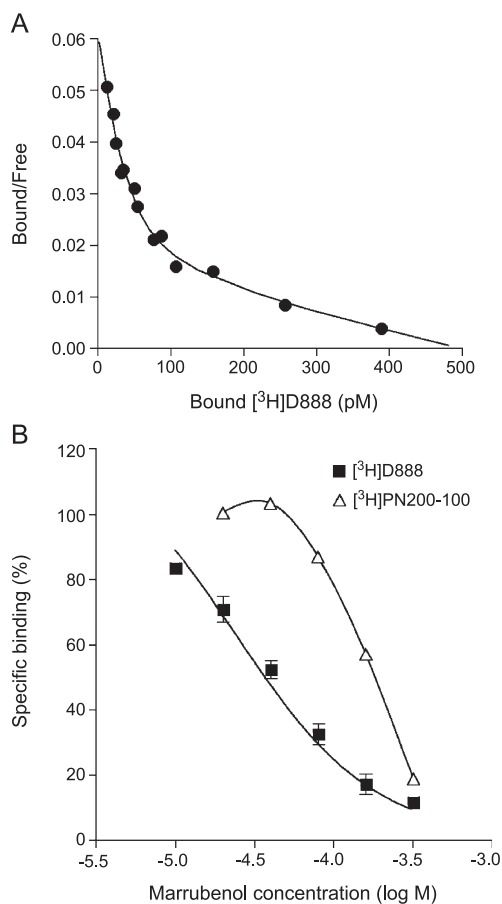 A
0.06
0.05
0.04
0.03
0.02
0.01
0.00
Bound/Free
0 100 200 300 400 500
Bound [³H]D888 (pM)
B
120
100
80
60
40
20
0
Specific binding (%)
[³H]D888
[³H]PN200-100
-5.5 -5.0 -4.5 -4.0 -3.5 -3.0
Marrubenol concentration (log M)